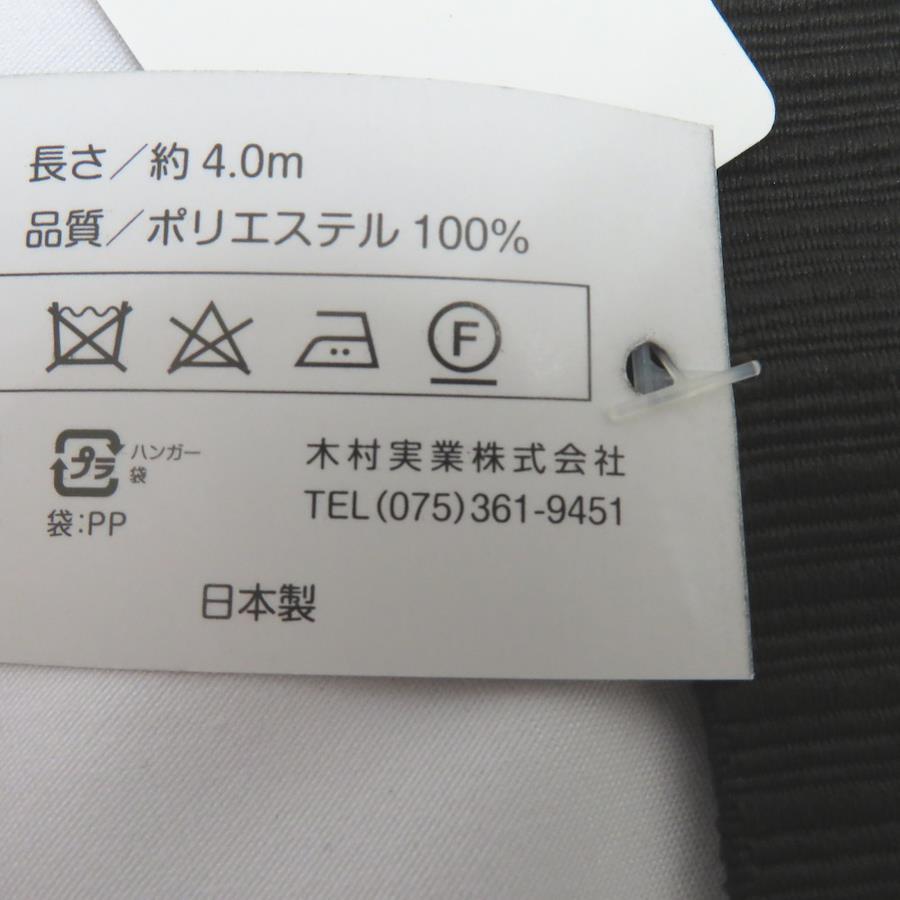 長さ／約 4.0m
品質／ポリエステル 100%
F
プラ ハンガー
袋
袋:PP
木村実業株式会社
TEL(075)361-9451
日本製